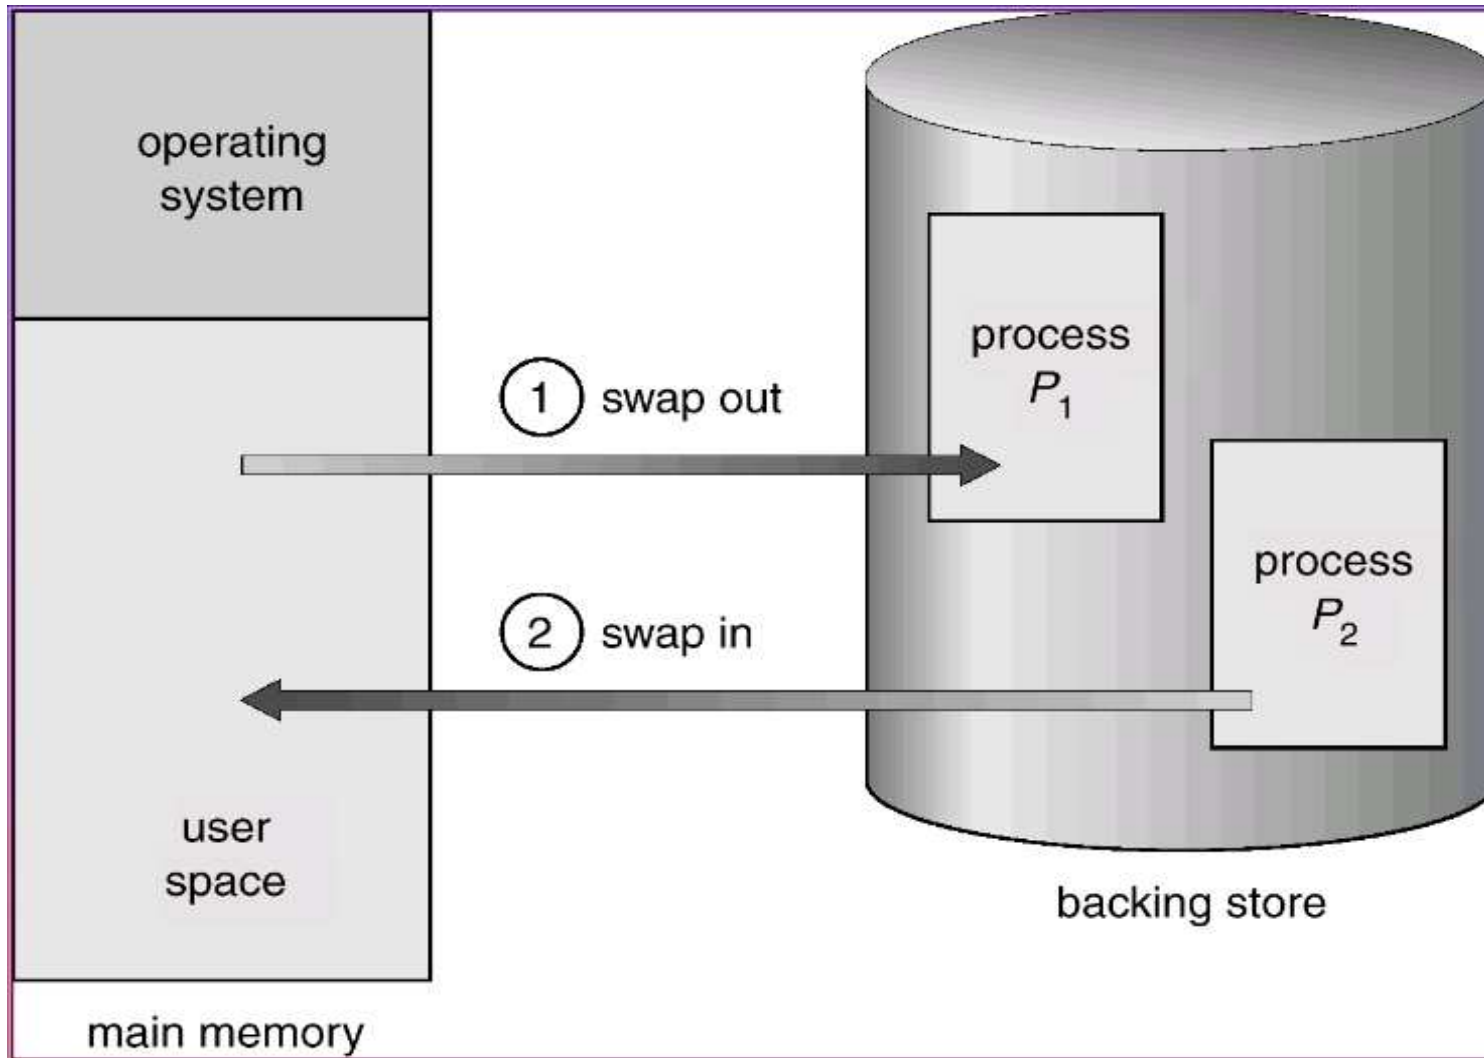 operating
system
1 swap out
process
P1
process
P2
2 swap in
user
space
backing store
main memory